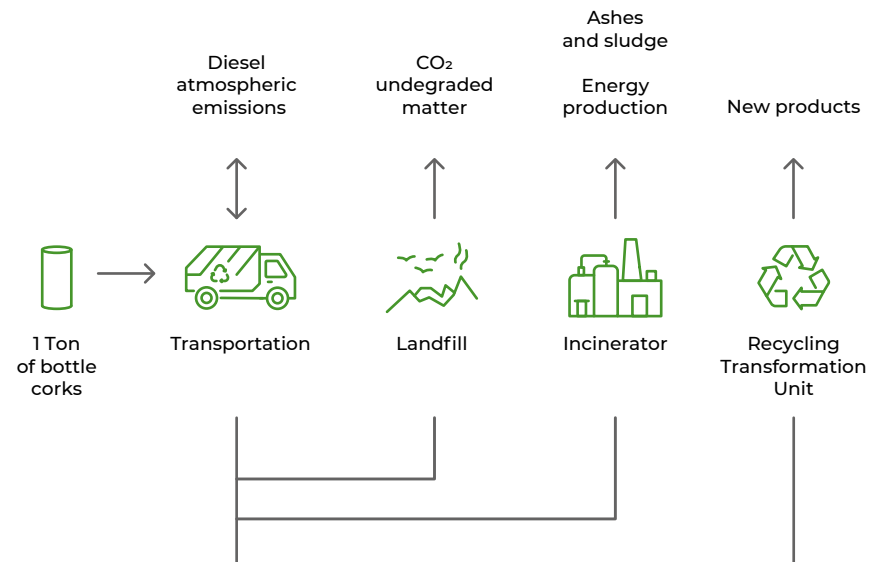 Diesel
atmospheric
emissions
CO₂
undegraded
matter
Ashes
and sludge
Energy
production
New products
1 Ton
of bottle
corks
Transportation
Landfill
Incinerator
Recycling
Transformation
Unit